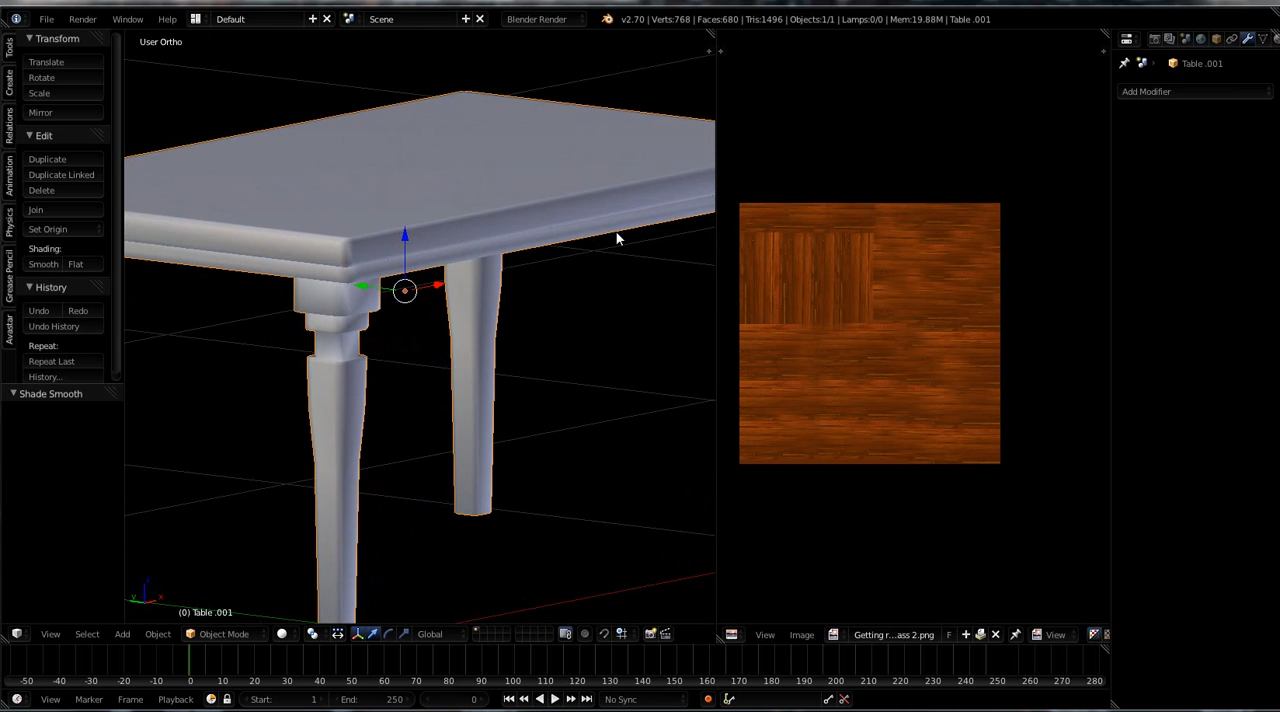 File Render Window Help Default Scene Blender Render v2.70 | Verts:768 | Faces:680 | Tris:1496 | Objects:1/1 | Lamps:0/0 | Mem:19.88M | Table .001
Tools
Create
Relations
Animation
Physics
Grease Pencil
Avastar
Transform
Translate
Rotate
Scale
Mirror
Edit
Duplicate
Duplicate Linked
Delete
Join
Set Origin
Shading:
Smooth Flat
History
Undo Redo
Undo History
Repeat:
Repeat Last
History...
Shade Smooth
User Ortho
(0) Table .001
Table .001
Add Modifier
View Select Add Object Object Mode Global
View Image Getting r...ass 2.png F View
-50 -40 -30 -20 -10 0 10 20 30 40 50 60 70 80 90 100 110 120 130 140 150 160 170 180 190 200 210 220 230 240 250 260 270 280
View Marker Frame Playback Start: 1 End: 250 0 No Sync